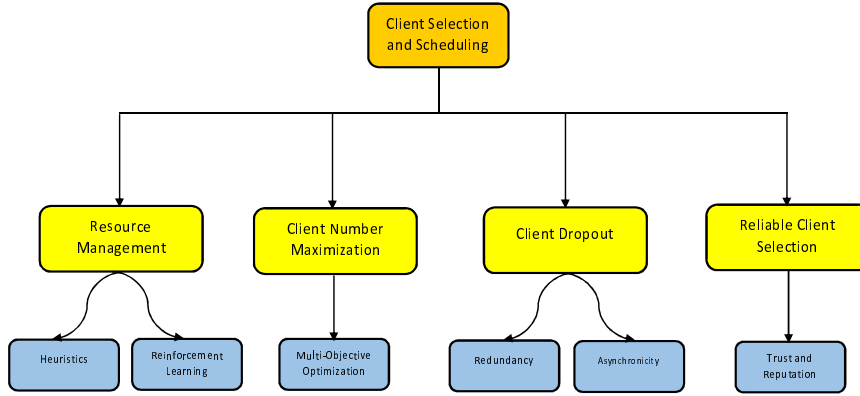 Client Selection
and Scheduling
Resource
Management
Client Number
Maximization
Client Dropout
Reliable Client
Selection
Heuristics
Reinforcement
Learning
Multi-Objective
Optimization
Redundancy
Asynchronicity
Trust and
Reputation